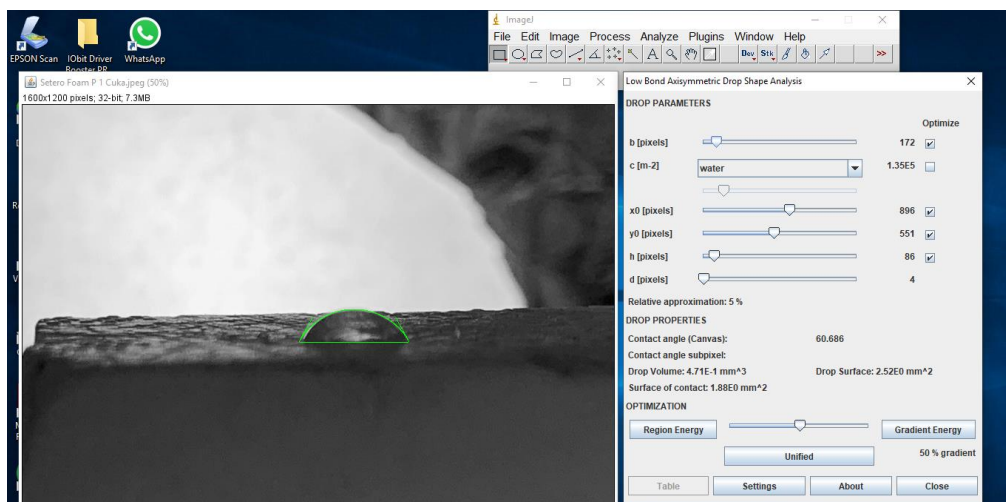 ImageJ
File Edit Image Process Analyze Plugins Window Help
A Dev Stk >>
EPSON Scan IObit Driver WhatsApp
Booster PR
Setero Foam P 1 Cuka.jpeg (50%)
1600x1200 pixels; 32-bit; 7.3MB
Low Bond Axisymmetric Drop Shape Analysis
DROP PARAMETERS
Optimize
b [pixels] 172
c [m-2] water 1.35E5
x0 [pixels] 896
y0 [pixels] 551
h [pixels] 86
d [pixels] 4
Relative approximation: 5 %
DROP PROPERTIES
Contact angle (Canvas): 60.686
Contact angle subpixel:
Drop Volume: 4.71E-1 mm^3 Drop Surface: 2.52E0 mm^2
Surface of contact: 1.88E0 mm^2
OPTIMIZATION
Region Energy Gradient Energy
Unified 50 % gradient
Table Settings About Close